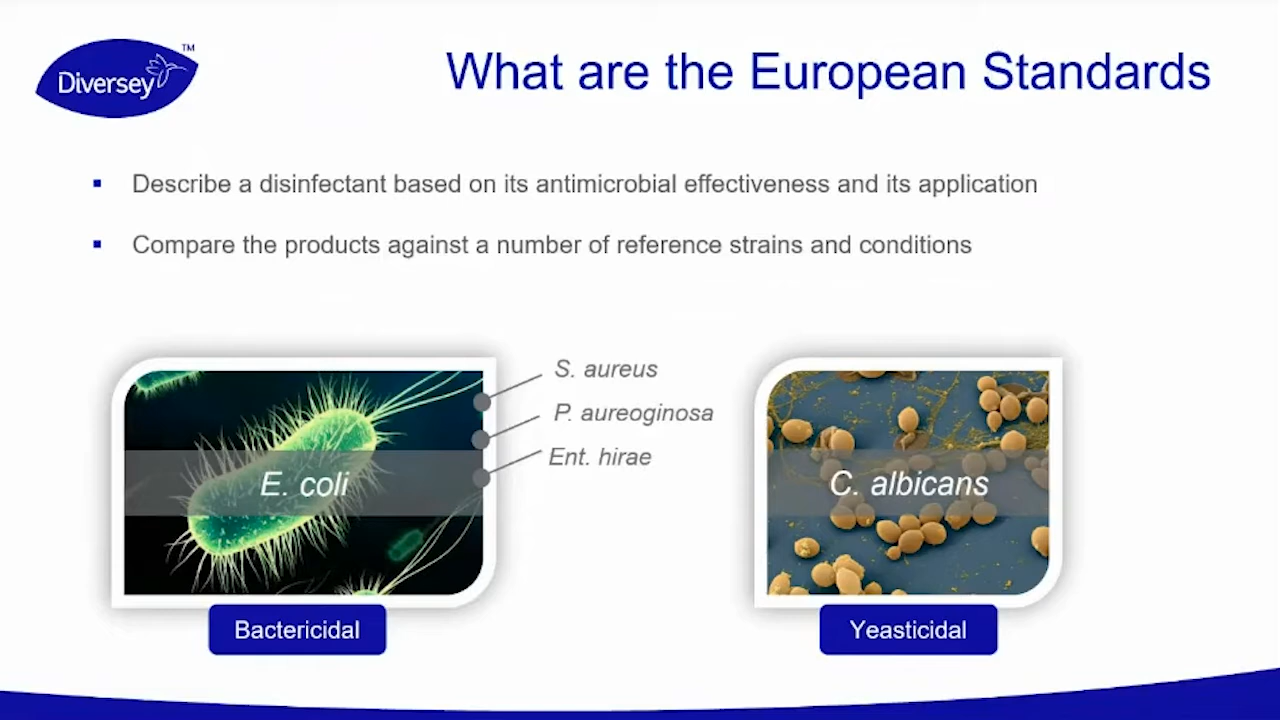 Diversey™
What are the European Standards
Describe a disinfectant based on its antimicrobial effectiveness and its application
Compare the products against a number of reference strains and conditions
S. aureus
P. aureoginosa
Ent. hirae
E. coli
C. albicans
Bactericidal
Yeasticidal